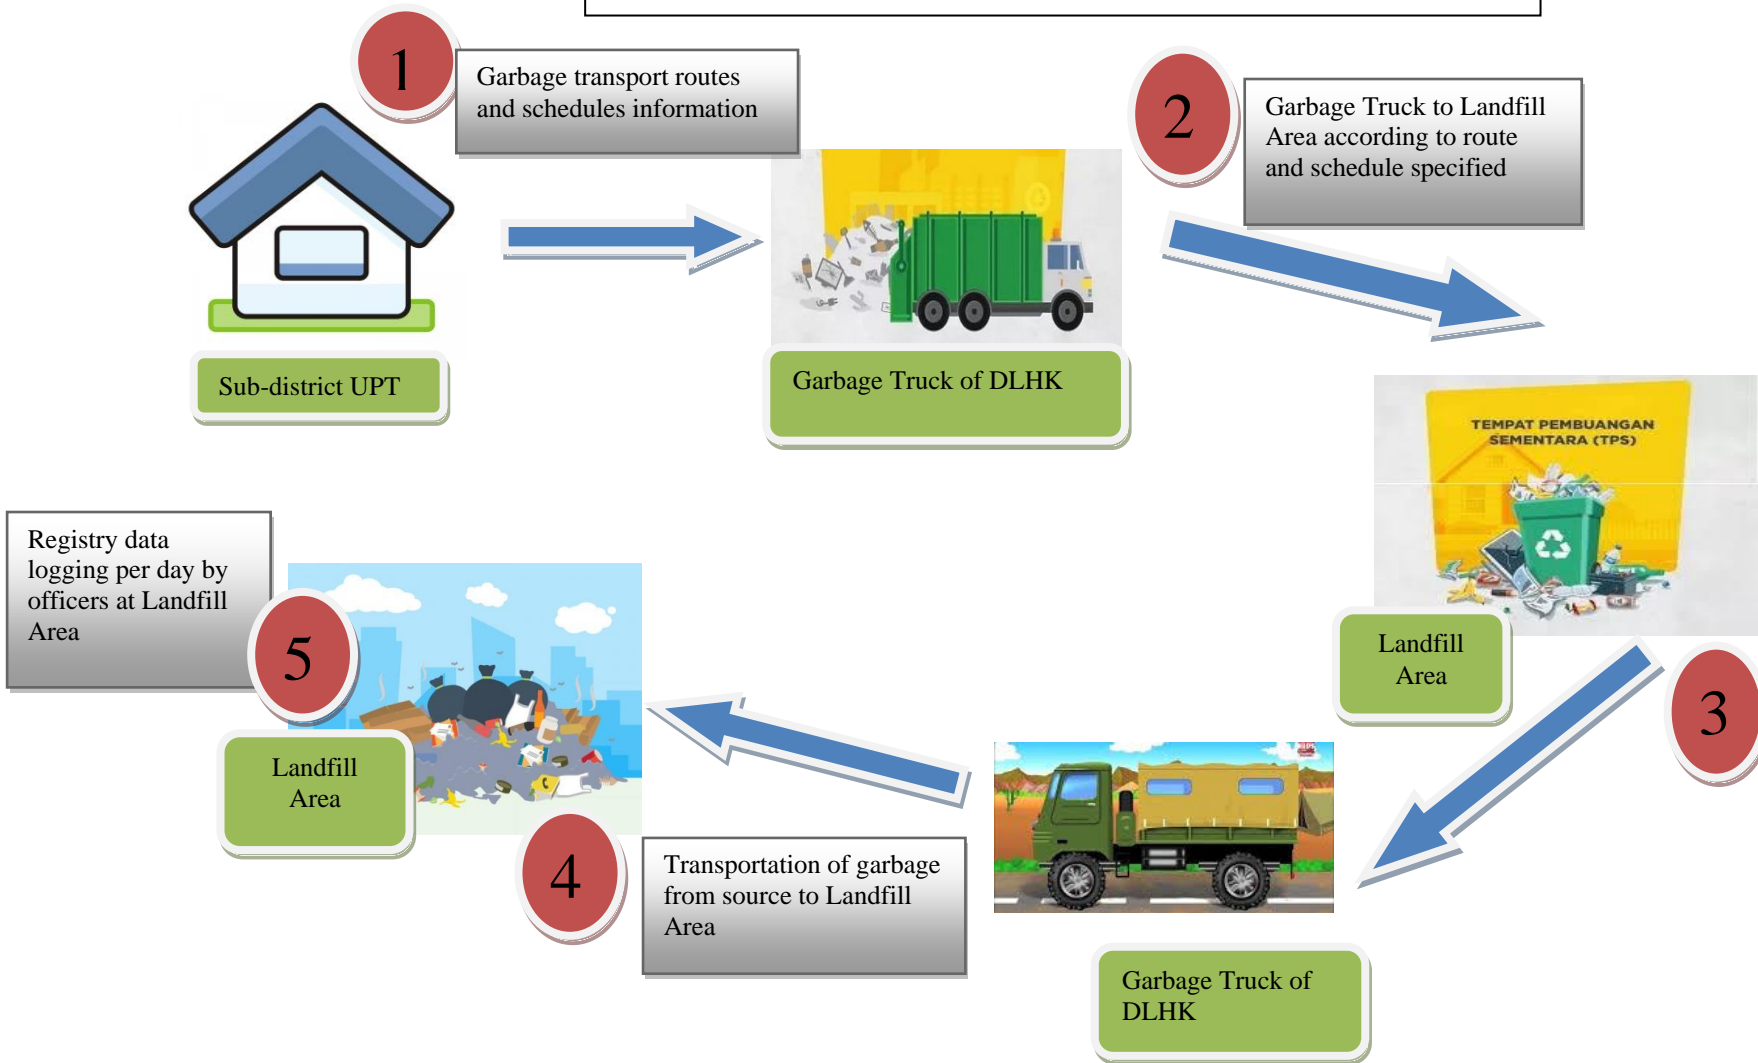 1
Garbage transport routes
and schedules information
2
Garbage Truck to Landfill
Area according to route
and schedule specified
Sub-district UPT
Garbage Truck of DLHK
TEMPAT PEMBUANGAN
SEMENTARA (TPS)
Landfill
Area
3
Registry data
logging per day by
officers at Landfill
Area
5
Landfill
Area
4
Transportation of garbage
from source to Landfill
Area
Garbage Truck of
DLHK